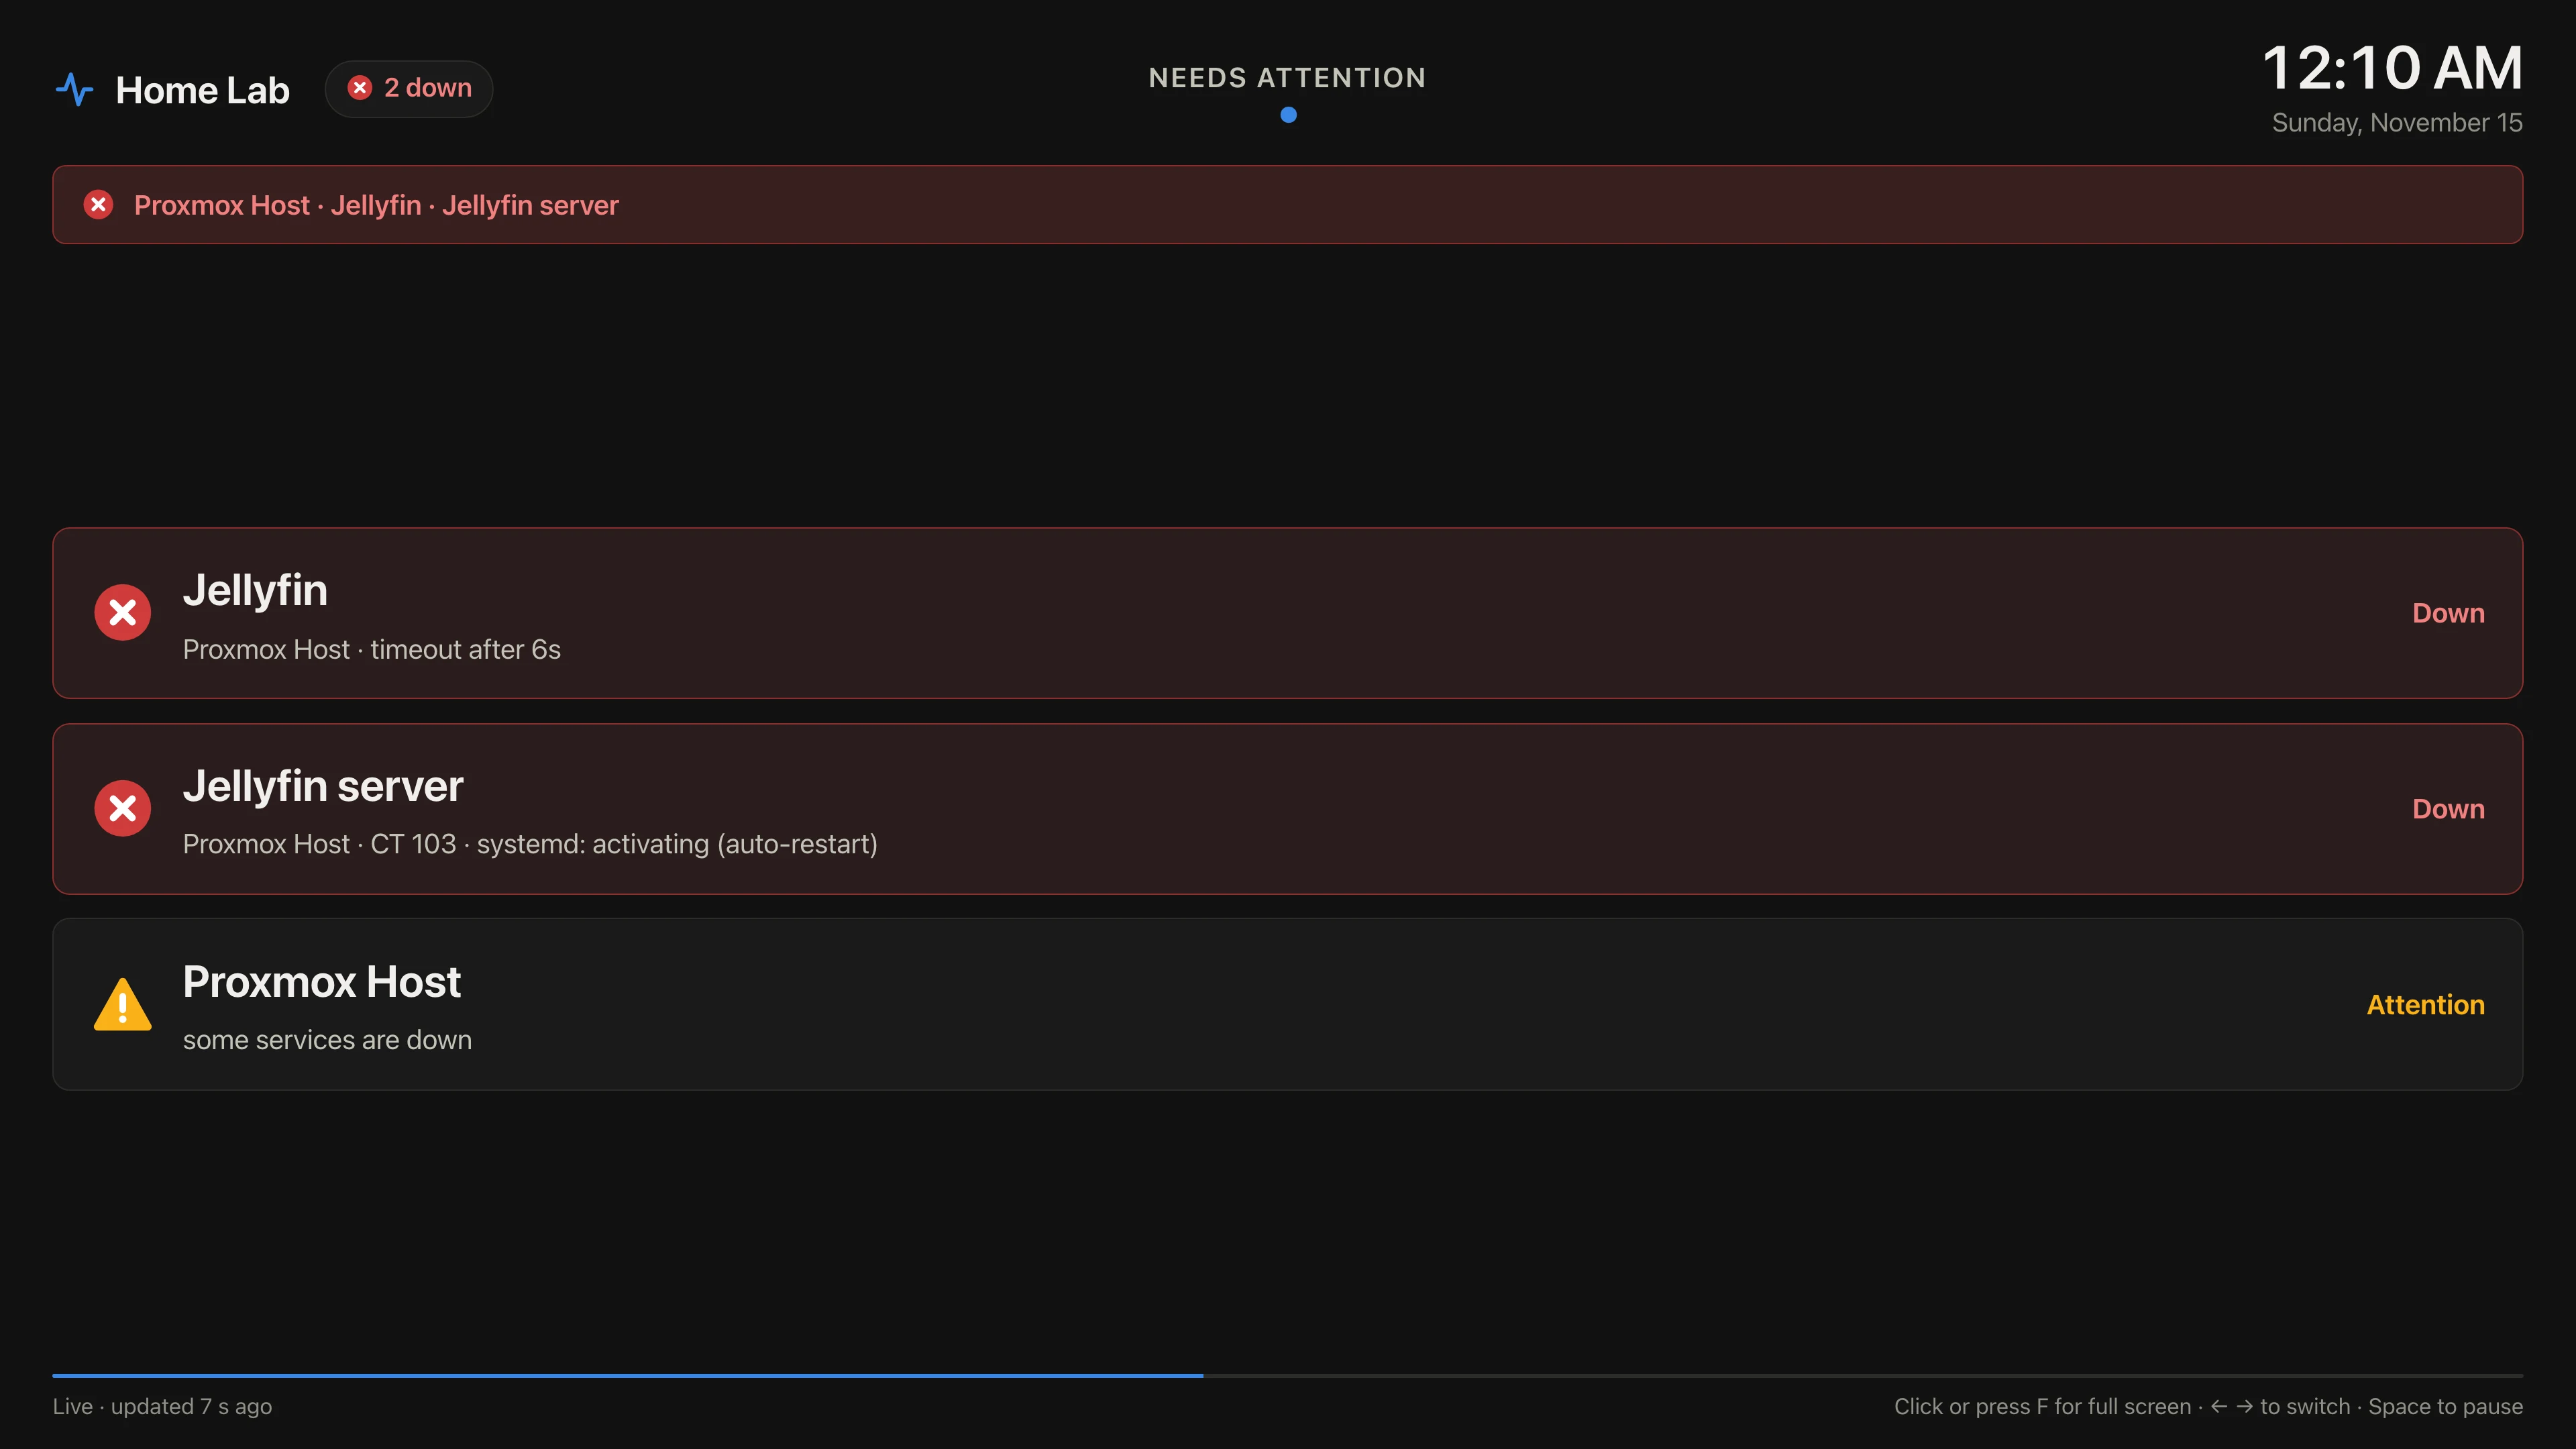 Home Lab
2 down
NEEDS ATTENTION
12:10 AM
Sunday, November 15
Proxmox Host · Jellyfin · Jellyfin server
Jellyfin
Proxmox Host · timeout after 6s
Down
Jellyfin server
Proxmox Host · CT 103 · systemd: activating (auto-restart)
Down
Proxmox Host
some services are down
Attention
Live · updated 7 s ago
Click or press F for full screen · ← → to switch · Space to pause